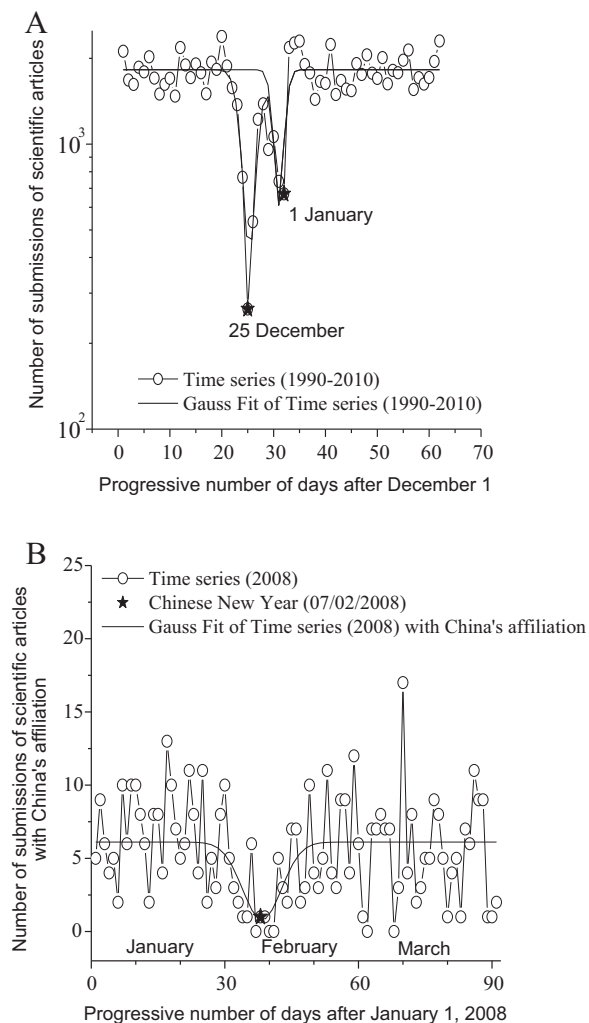 A
Number of submissions of scientific articles
10^3
10^2
1 January
25 December
Time series (1990-2010)
Gauss Fit of Time series (1990-2010)
0 10 20 30 40 50 60 70
Progressive number of days after December 1
B
Number of submissions of scientific articles
with China's affiliation
25
20
15
10
5
0
Time series (2008)
Chinese New Year (07/02/2008)
Gauss Fit of Time series (2008) with China's affiliation
January February March
0 30 60 90
Progressive number of days after January 1, 2008